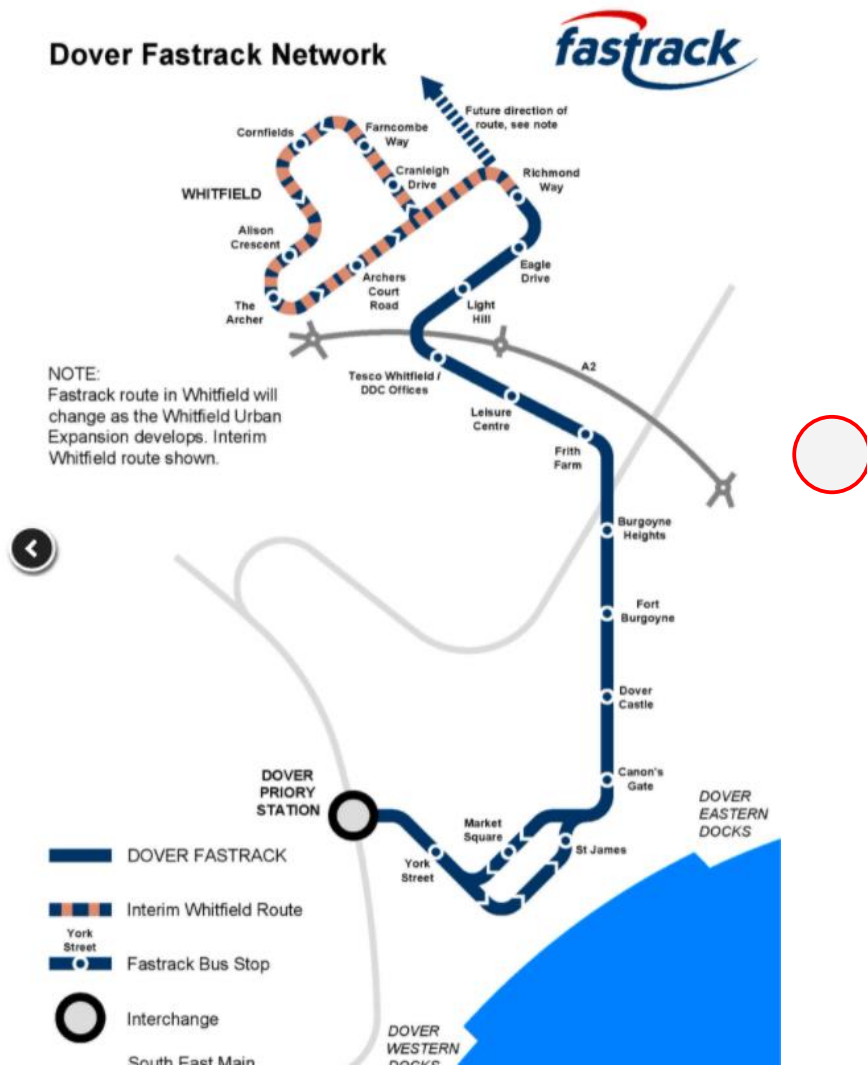 Dover Fastrack Network
fastrack
Future direction of
route, see note
Cornfields
Farncombe
Way
Cranleigh
Drive
Richmond
Way
WHITFIELD
Alison
Crescent
Eagle
Drive
Archers
Court
Road
The
Archer
Light
Hill
A2
NOTE:
Fastrack route in Whitfield will
change as the Whitfield Urban
Expansion develops. Interim
Whitfield route shown.
Tesco Whitfield /
DDC Offices
Leisure
Centre
Frith
Farm
Burgoyne
Heights
Fort
Burgoyne
Dover
Castle
Canon's
Gate
DOVER
PRIORY
STATION
Market
Square
St James
York
Street
DOVER
EASTERN
DOCKS
DOVER FASTRACK
Interim Whitfield Route
York
Street
Fastrack Bus Stop
Interchange
South East Main
DOVER
WESTERN
DOCKS